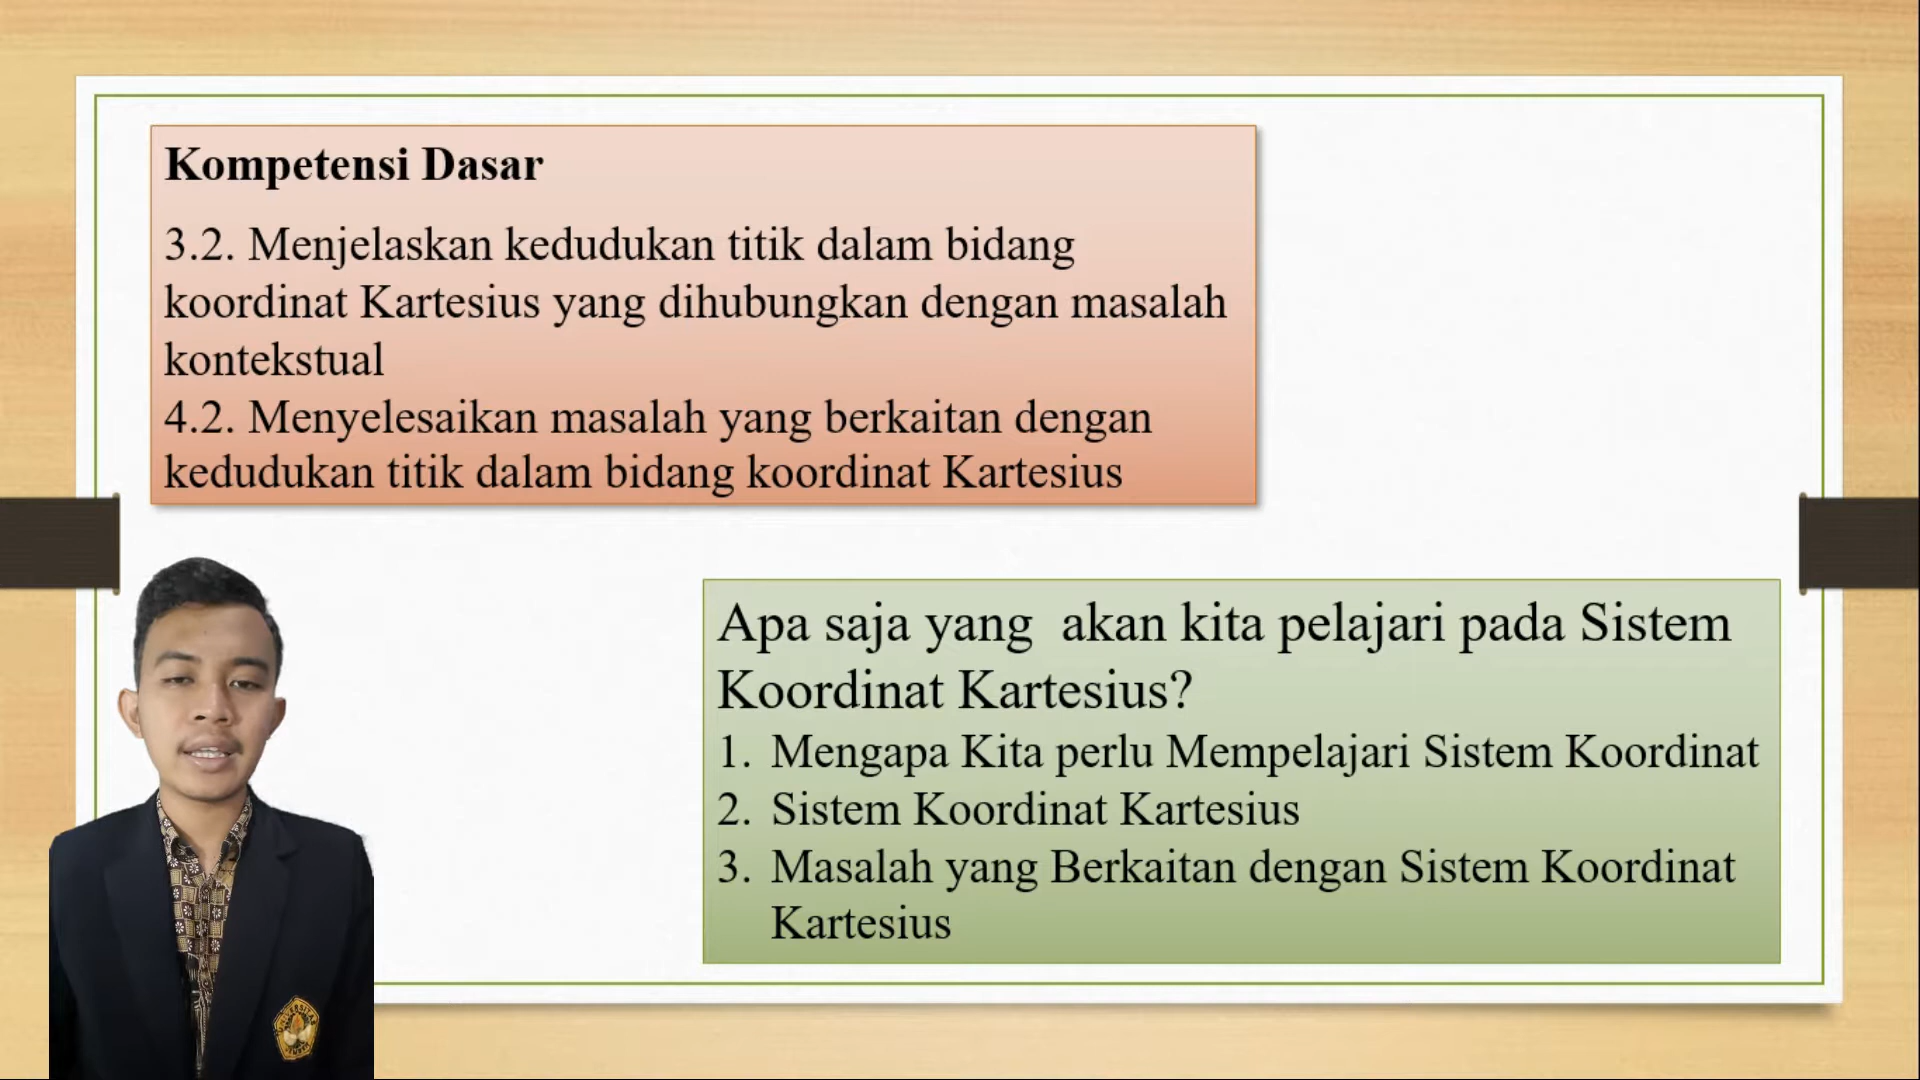 Kompetensi Dasar
3.2. Menjelaskan kedudukan titik dalam bidang
koordinat Kartesius yang dihubungkan dengan masalah
kontekstual
4.2. Menyelesaikan masalah yang berkaitan dengan
kedudukan titik dalam bidang koordinat Kartesius
Apa saja yang  akan kita pelajari pada Sistem
Koordinat Kartesius?
1. Mengapa Kita perlu Mempelajari Sistem Koordinat
2. Sistem Koordinat Kartesius
3. Masalah yang Berkaitan dengan Sistem Koordinat
Kartesius